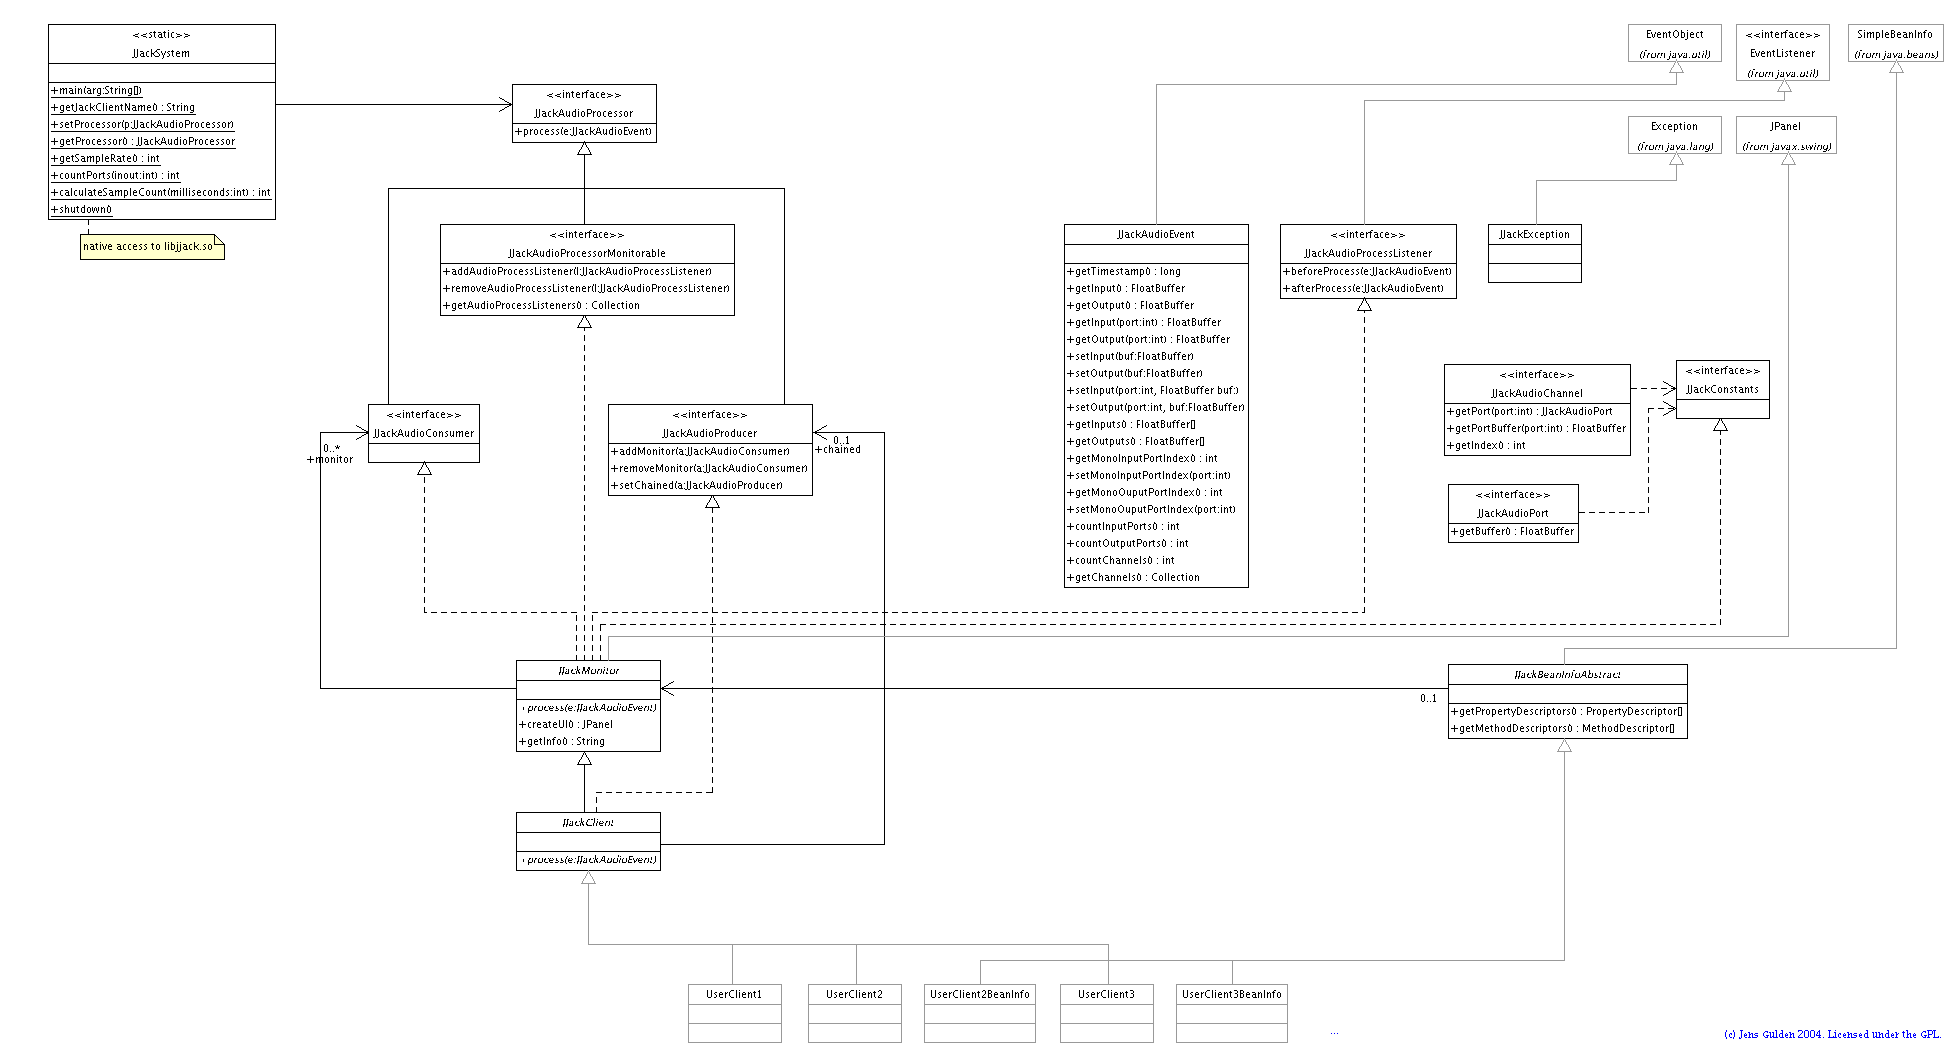 <<static>>
JJackSystem
+main(arg:String[])
+getJackClientName() : String
+setProcessor(p:JJackAudioProcessor)
+getProcessor() : JJackAudioProcessor
+getSampleRate() : int
+countPorts(inout:int) : int
+calculateSampleCount(milliseconds:int) : int
+shutdown()
native access to libjjack.so
<<interface>>
JJackAudioProcessor
+process(e:JJackAudioEvent)
<<interface>>
JJackAudioProcessorMonitorable
+addAudioProcessListener(l:JJackAudioProcessListener)
+removeAudioProcessListener(l:JJackAudioProcessListener)
+getAudioProcessListeners() : Collection
<<interface>>
JJackAudioConsumer
0..*
+monitor
<<interface>>
JJackAudioProducer
+addMonitor(a:JJackAudioConsumer)
+removeMonitor(a:JJackAudioConsumer)
+setChained(a:JJackAudioProducer)
0..1
+chained
EventObject
(from java.util)
<<interface>>
EventListener
(from java.util)
SimpleBeanInfo
(from java.beans)
Exception
(from java.lang)
JPanel
(from javax.swing)
JJackAudioEvent
+getTimestamp() : long
+getInput() : FloatBuffer
+getOutput() : FloatBuffer
+getInput(port:int) : FloatBuffer
+getOutput(port:int) : FloatBuffer
+setInput(buf:FloatBuffer)
+setOutput(buf:FloatBuffer)
+setInput(port:int, FloatBuffer buf:)
+setOutput(port:int, buf:FloatBuffer)
+getInputs() : FloatBuffer[]
+getOutputs() : FloatBuffer[]
+getMonoInputPortIndex() : int
+setMonoInputPortIndex(port:int)
+getMonoOuputPortIndex() : int
+setMonoOuputPortIndex(port:int)
+countInputPorts() : int
+countOutputPorts() : int
+countChannels() : int
+getChannels() : Collection
<<interface>>
JJackAudioProcessListener
+beforeProcess(e:JJackAudioEvent)
+afterProcess(e:JJackAudioEvent)
JJackException
<<interface>>
JJackAudioChannel
+getPort(port:int) : JJackAudioPort
+getPortBuffer(port:int) : FloatBuffer
+getIndex() : int
<<interface>>
JJackConstants
<<interface>>
JJackAudioPort
+getBuffer() : FloatBuffer
JJackMonitor
+process(e:JJackAudioEvent)
+createUI() : JPanel
+getInfo() : String
0..1
JJackBeanInfoAbstract
+getPropertyDescriptors() : PropertyDescriptor[]
+getMethodDescriptors() : MethodDescriptor[]
JJackClient
+process(e:JJackAudioEvent)
UserClient1
UserClient2
UserClient2BeanInfo
UserClient3
UserClient3BeanInfo
...
(c) Jens Gulden 2004. Licensed under the GPL.